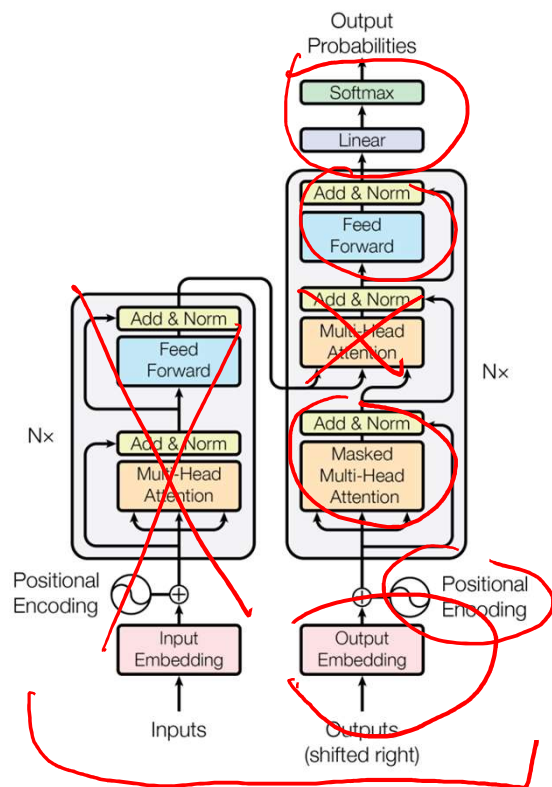 Output
Probabilities
Softmax
Linear
Add & Norm
Feed
Forward
Add & Norm
Multi-Head
Attention
Add & Norm
Masked
Multi-Head
Attention
Nx
Positional
Encoding
Output
Embedding
Outputs
(shifted right)
Add & Norm
Feed
Forward
Add & Norm
Multi-Head
Attention
Nx
Positional
Encoding
Input
Embedding
Inputs